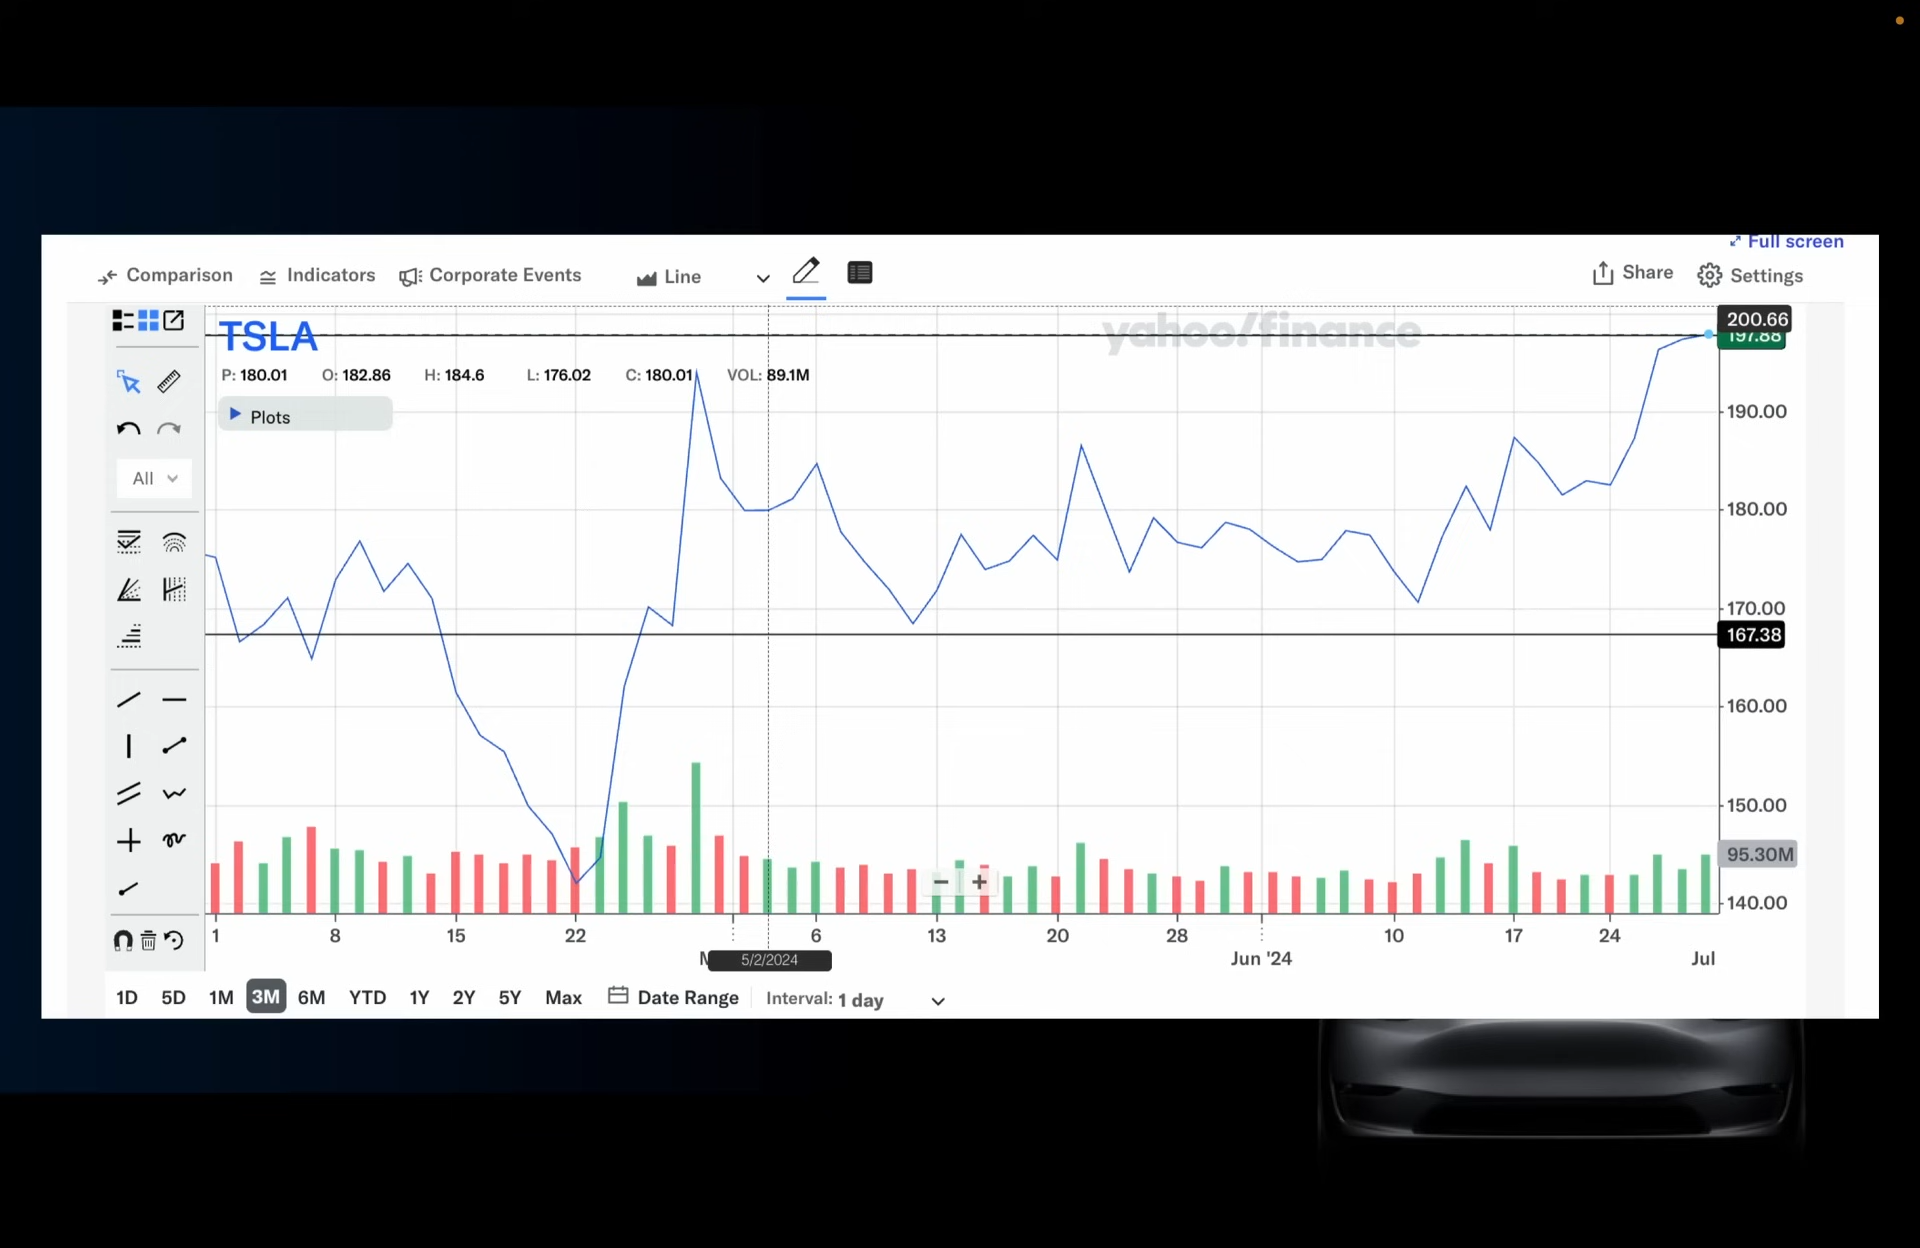 Full screen
Comparison Indicators Corporate Events Line Share Settings
TSLA
yahoo/finance
200.66
197.88
P: 180.01 O: 182.86 H: 184.6 L: 176.02 C: 180.01 VOL: 89.1M
Plots
All
190.00
180.00
170.00
167.38
160.00
150.00
95.30M
140.00
1 8 15 22 6 13 20 28 10 17 24
5/2/2024 Jun '24 Jul
1D 5D 1M 3M 6M YTD 1Y 2Y 5Y Max Date Range Interval: 1 day